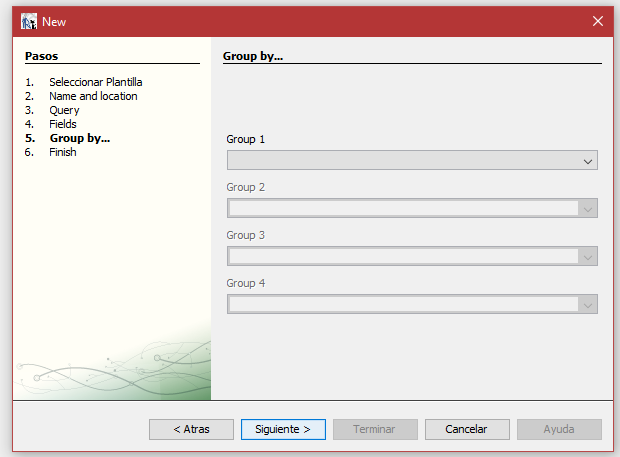 New
Pasos
1. Seleccionar Plantilla
2. Name and location
3. Query
4. Fields
5. Group by...
6. Finish
Group by...
Group 1
Group 2
Group 3
Group 4
< Atras
Siguiente >
Terminar
Cancelar
Ayuda